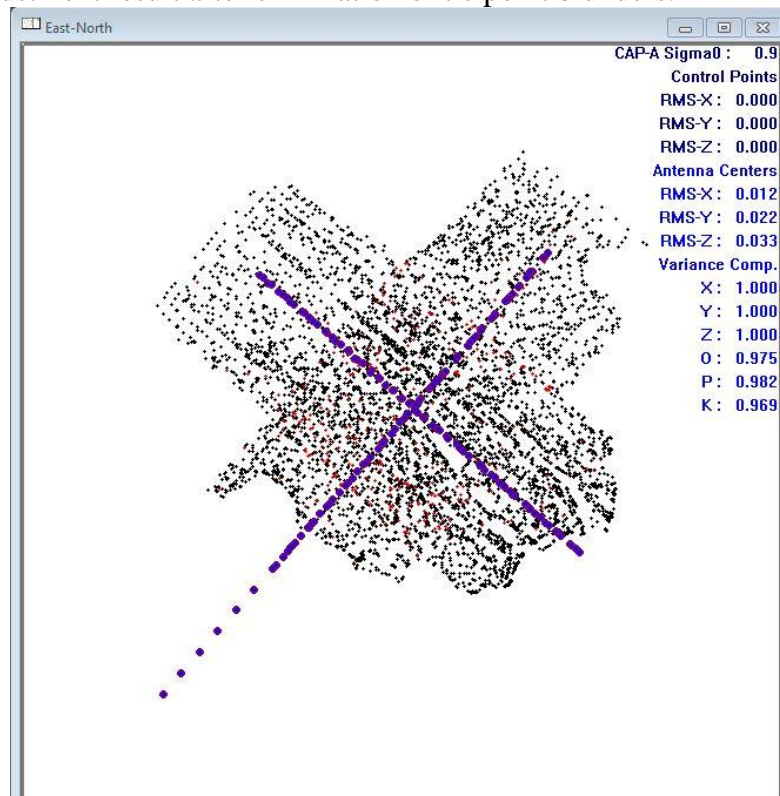 East-North
CAP-A Sigma0 : 0.9
Control Points
RMS-X : 0.000
RMS-Y : 0.000
RMS-Z : 0.000
Antenna Centers
RMS-X : 0.012
RMS-Y : 0.022
RMS-Z : 0.033
Variance Comp.
X : 1.000
Y : 1.000
Z : 1.000
O : 0.975
P : 0.982
K : 0.969